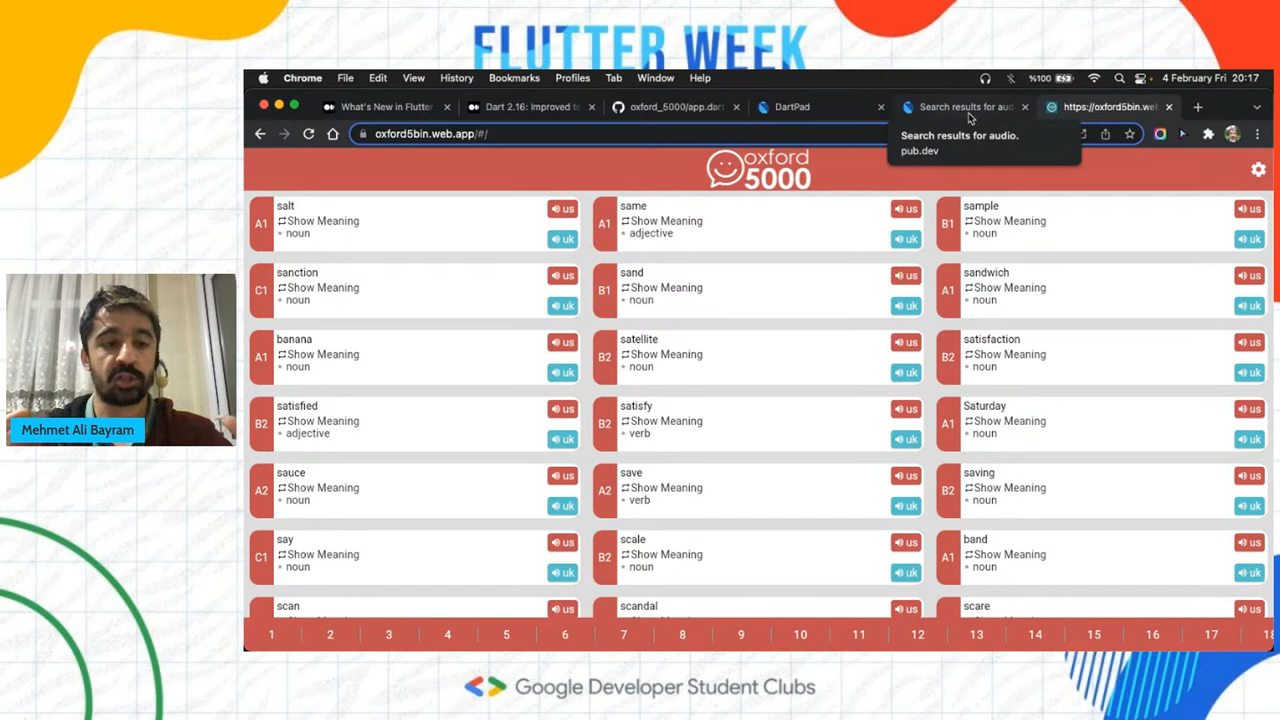 FLUTTER WEEK
Chrome File Edit View History Bookmarks Profiles Tab Window Help
%100
4 February Fri 20:17
What's New in Flutter
Dart 2.16: Improved to
oxford_5000/app.dart
DartPad
Search results for aud
https://oxford5bin.web
oxford5bin.web.app/#/
Search results for audio.
pub.dev
oxford
5000
A1 salt Show Meaning noun us uk
A1 same Show Meaning adjective us uk
B1 sample Show Meaning noun us uk
C1 sanction Show Meaning noun us uk
B1 sand Show Meaning noun us uk
A1 sandwich Show Meaning noun us uk
A1 banana Show Meaning noun us uk
B2 satellite Show Meaning noun us uk
B2 satisfaction Show Meaning noun us uk
B2 satisfied Show Meaning adjective us uk
B2 satisfy Show Meaning verb us uk
A1 Saturday Show Meaning noun us uk
A2 sauce Show Meaning noun us uk
A2 save Show Meaning verb us uk
B2 saving Show Meaning noun us uk
C1 say Show Meaning noun us uk
B2 scale Show Meaning noun us uk
A1 band Show Meaning noun us uk
scan us
scandal us
scare us
1 2 3 4 5 6 7 8 9 10 11 12 13 14 15 16 17 18
Mehmet Ali Bayram
Google Developer Student Clubs